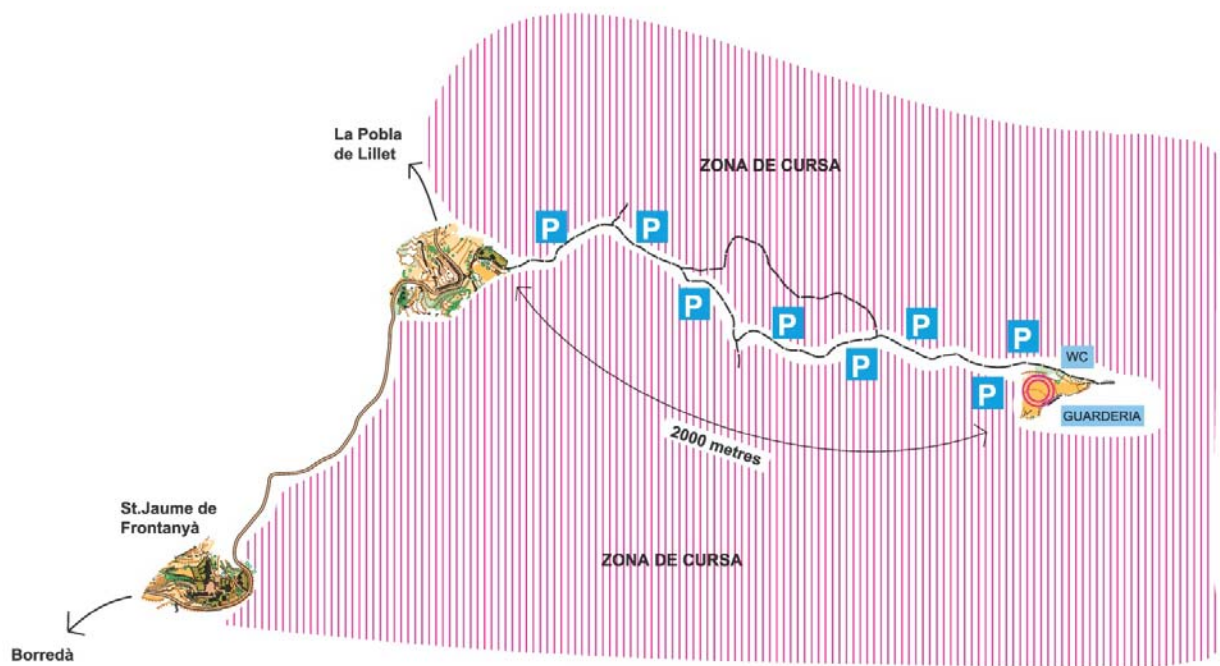 La Pobla
de Lillet
ZONA DE CURSA
P
P
P
P
P
P
P
P
WC
GUARDERIA
2000 metres
St.Jaume de
Frontanyà
ZONA DE CURSA
Borredà